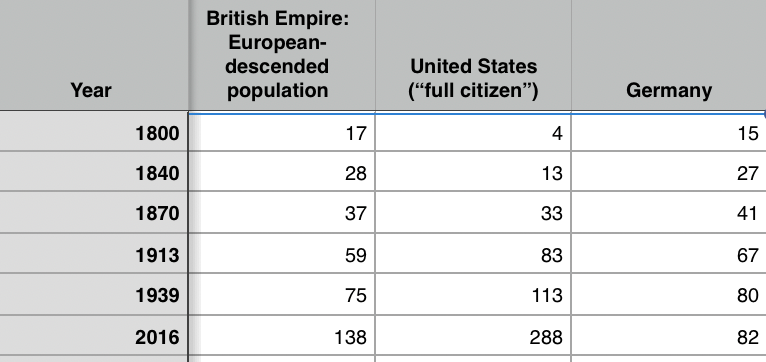 British Empire:
European-
descended
population
United States
(“full citizen”)
Year
Germany
1800 17 4 15
1840 28 13 27
1870 37 33 41
1913 59 83 67
1939 75 113 80
2016 138 288 82